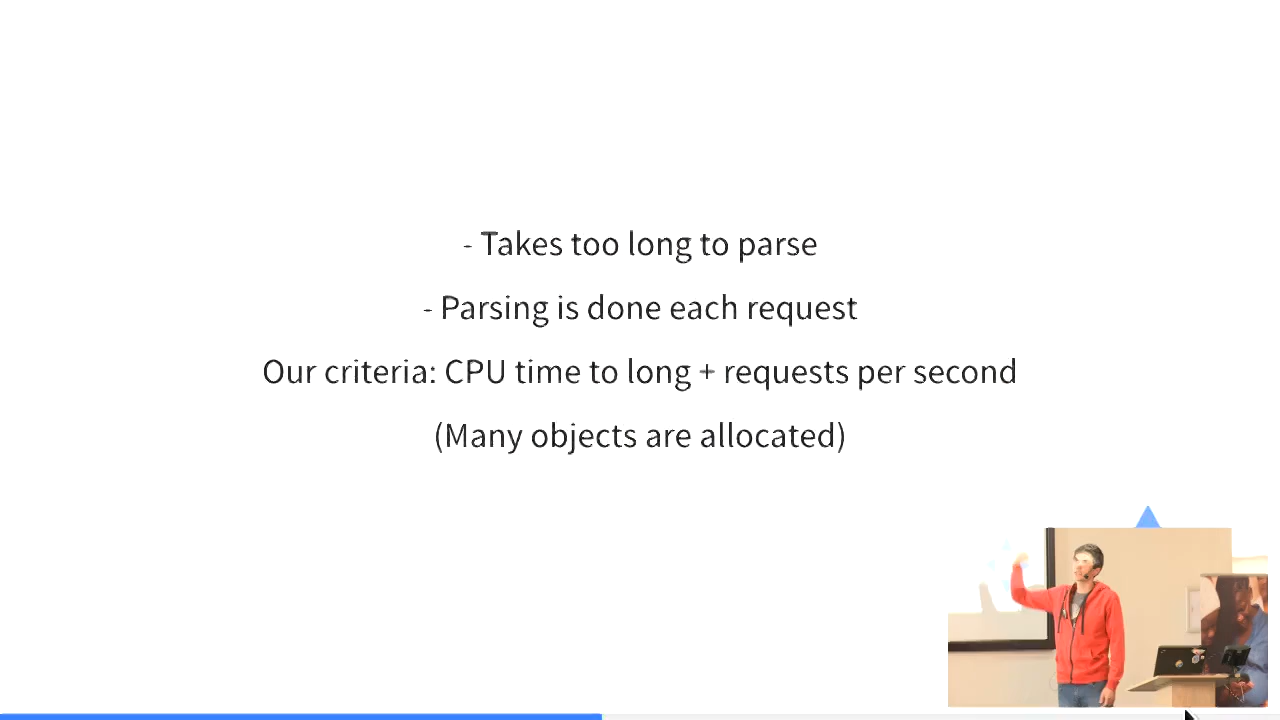 - Takes too long to parse
- Parsing is done each request
Our criteria: CPU time to long + requests per second
(Many objects are allocated)